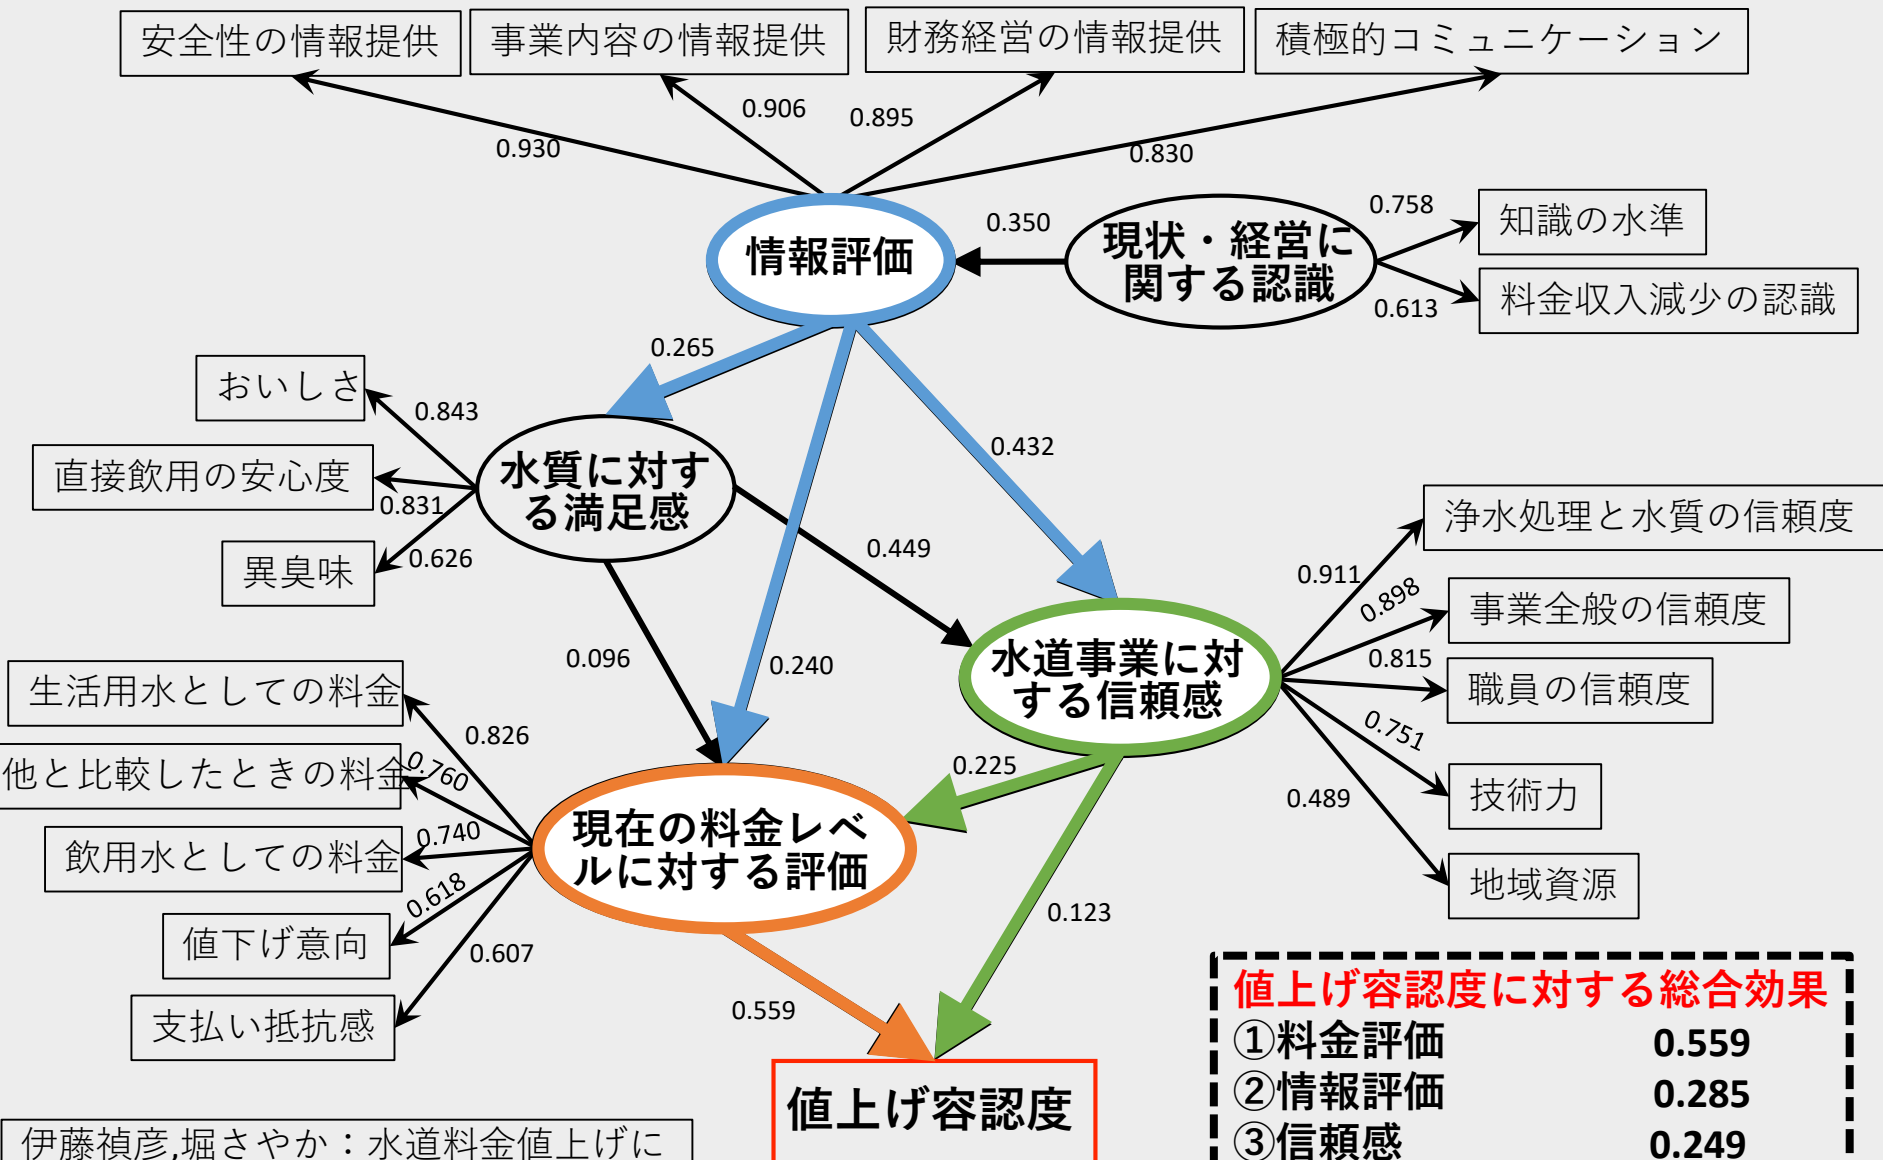 安全性の情報提供
事業内容の情報提供
財務経営の情報提供
積極的コミュニケーション
0.930
0.906
0.895
0.830
情報評価
0.350
現状・経営に
関する認識
0.758
知識の水準
0.613
料金収入減少の認識
0.265
0.432
0.240
おいしさ
0.843
直接飲用の安心度
0.831
異臭味
0.626
水質に対す
る満足感
0.449
0.096
浄水処理と水質の信頼度
0.911
事業全般の信頼度
0.898
職員の信頼度
0.815
技術力
0.751
地域資源
0.489
水道事業に対
する信頼感
0.225
0.123
生活用水としての料金
0.826
他と比較したときの料金
0.760
飲用水としての料金
0.740
値下げ意向
0.618
支払い抵抗感
0.607
現在の料金レベ
ルに対する評価
0.559
値上げ容認度
値上げ容認度に対する総合効果
①料金評価 0.559
②情報評価 0.285
③信頼感 0.249
伊藤禎彦,堀さやか：水道料金値上げに